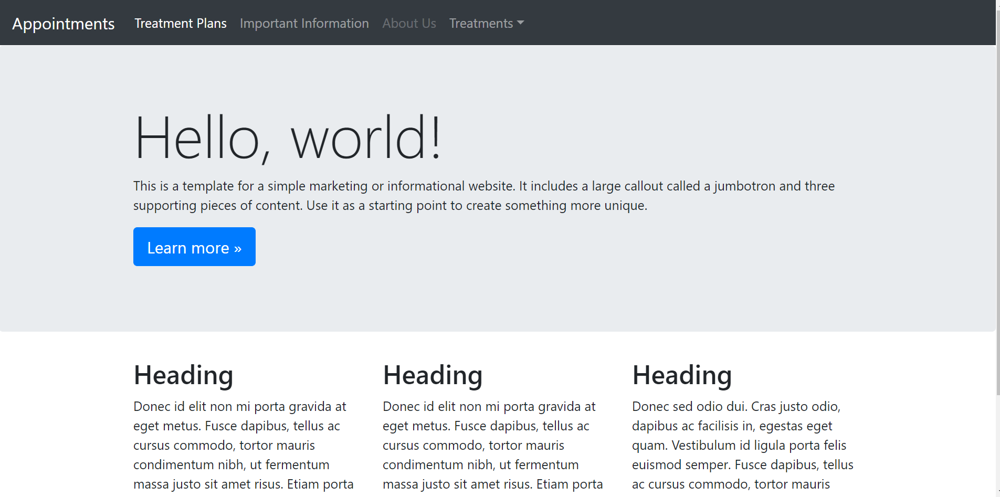 Appointments Treatment Plans Important Information About Us Treatments
Hello, world!
This is a template for a simple marketing or informational website. It includes a large callout called a jumbotron and three
supporting pieces of content. Use it as a starting point to create something more unique.
Learn more »
Heading
Donec id elit non mi porta gravida at
eget metus. Fusce dapibus, tellus ac
cursus commodo, tortor mauris
condimentum nibh, ut fermentum
massa justo sit amet risus. Etiam porta
Heading
Donec id elit non mi porta gravida at
eget metus. Fusce dapibus, tellus ac
cursus commodo, tortor mauris
condimentum nibh, ut fermentum
massa justo sit amet risus. Etiam porta
Heading
Donec sed odio dui. Cras justo odio,
dapibus ac facilisis in, egestas eget
quam. Vestibulum id ligula porta felis
euismod semper. Fusce dapibus, tellus
ac cursus commodo, tortor mauris